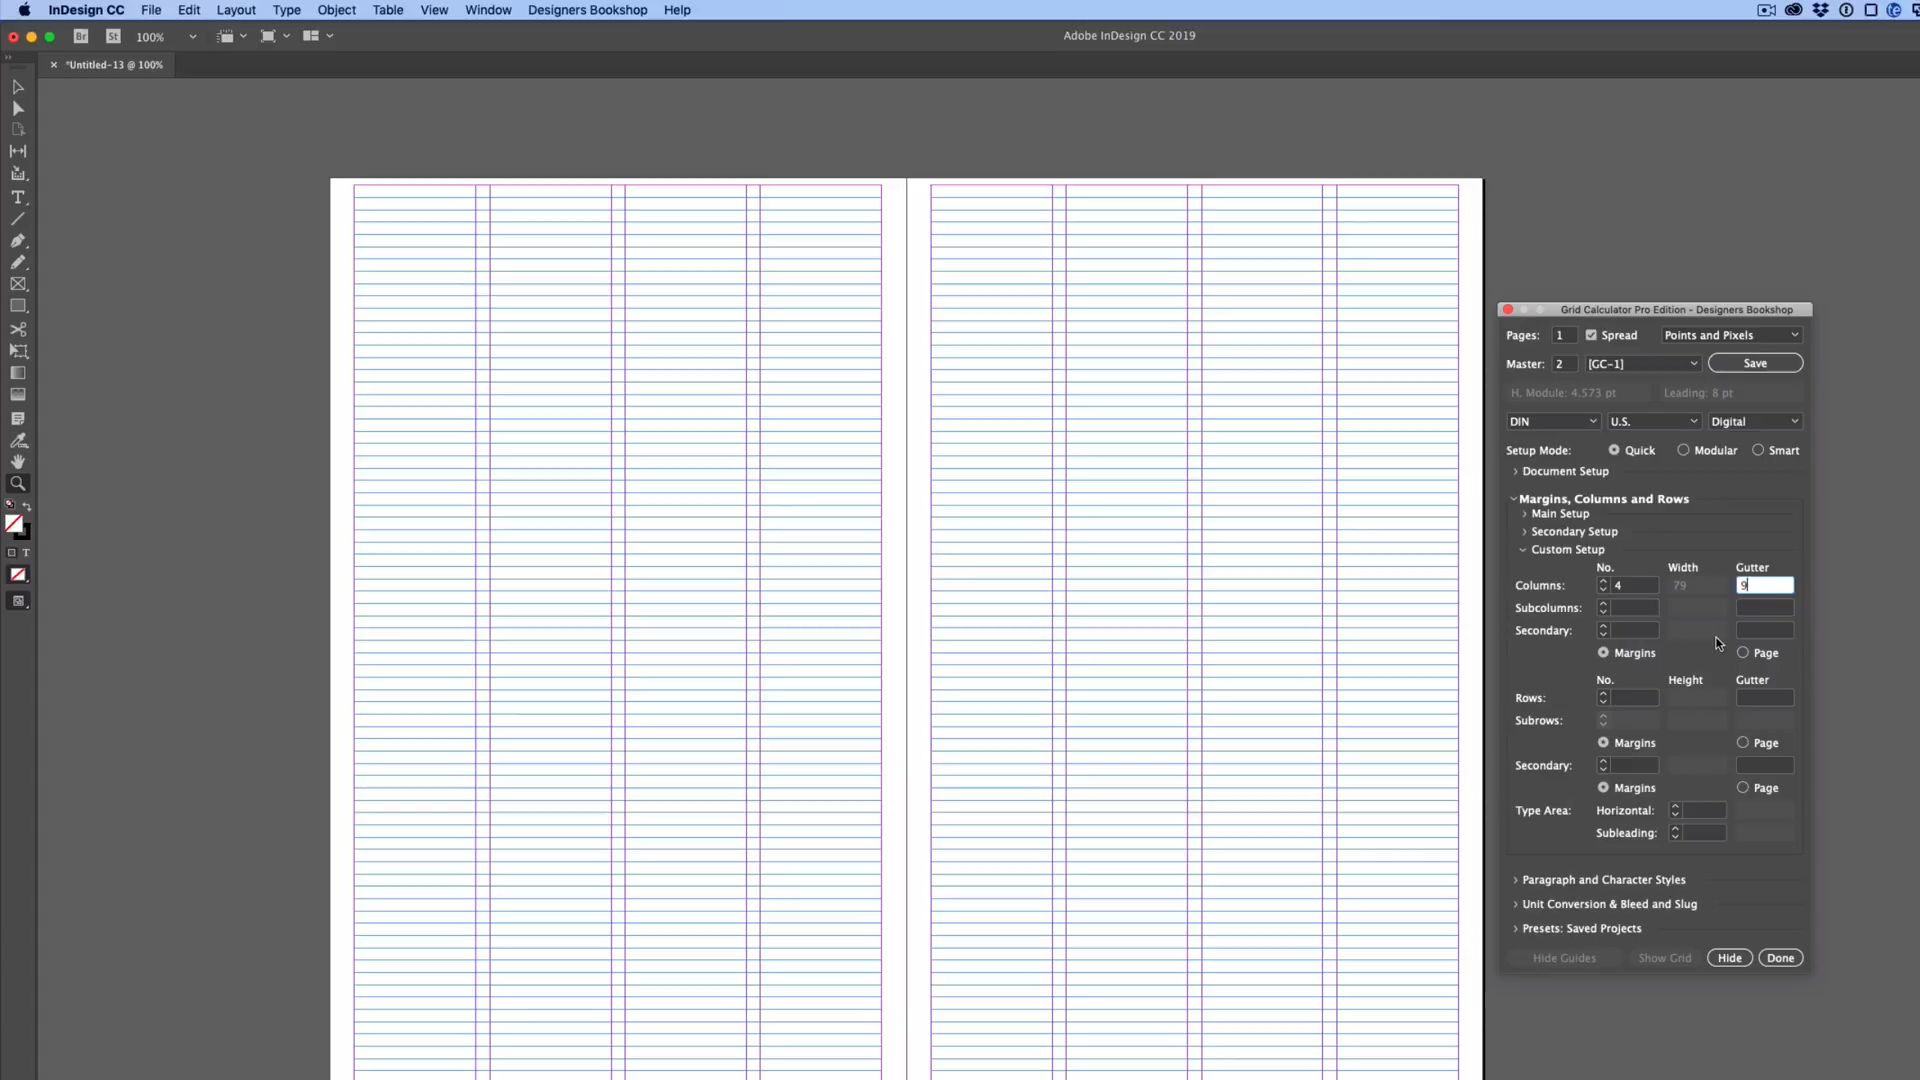 InDesign CC File Edit Layout Object Type Table View Window Designers Bookshop Help
Br St 100% Adobe InDesign CC 2019
× *Untitled-13 @ 100%
Grid Calculator Pro Edition - Designers Bookshop
Pages: 1 Spread Points and Pixels
Master: 2 [GC-1] Save
H. Module: 4.573 pt Leading: 8 pt
DIN U.S. Digital
Setup Mode: Quick Modular Smart
Document Setup
Margins, Columns and Rows
Main Setup
Secondary Setup
Custom Setup
No. Width Gutter
Columns: 4 79 9
Subcolumns:
Secondary:
Margins Page
No. Height Gutter
Rows:
Subrows:
Margins Page
Secondary:
Margins Page
Type Area: Horizontal:
Subleading:
Paragraph and Character Styles
Unit Conversion & Bleed and Slug
Presets: Saved Projects
Hide Guides Show Grid Hide Done